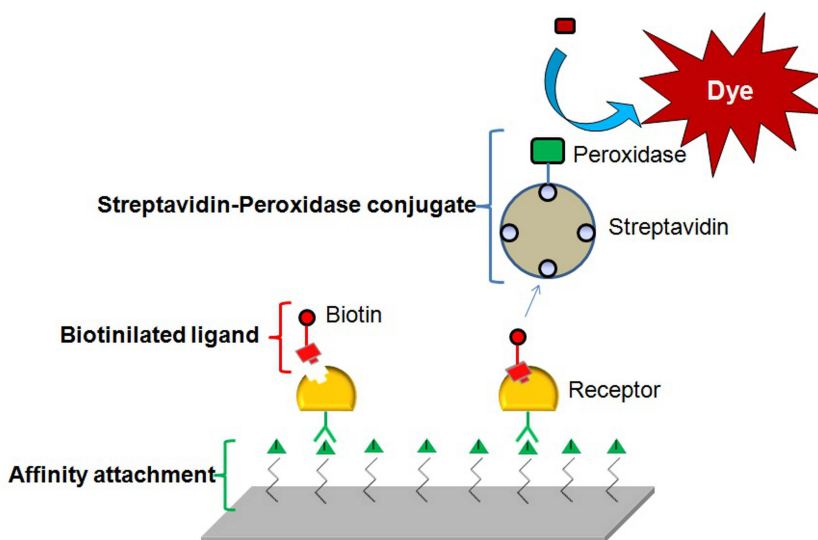 Dye
Peroxidase
Streptavidin-Peroxidase conjugate
Streptavidin
Biotin
Biotinilated ligand
Receptor
Affinity attachment